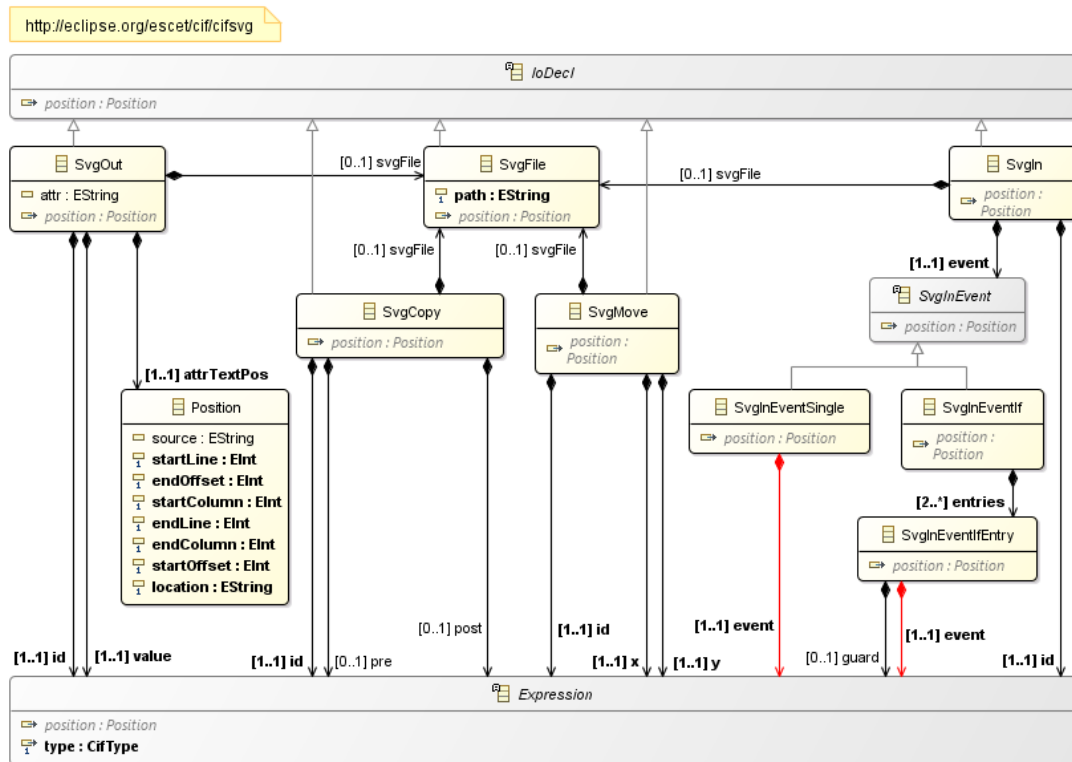 http://eclipse.org/escet/cif/cifsvg
IoDecl
position : Position
SvgOut
attr : EString
position : Position
[0..1] svgFile
SvgFile
path : EString
position : Position
[0..1] svgFile
SvgIn
position :
Position
[0..1] svgFile
[0..1] svgFile
[1..1] event
SvgInEvent
position : Position
SvgCopy
position : Position
SvgMove
position :
Position
[1..1] attrTextPos
Position
source : EString
startLine : EInt
endOffset : EInt
startColumn : EInt
endLine : EInt
endColumn : EInt
startOffset : EInt
location : EString
SvgInEventSingle
position : Position
SvgInEventIf
position :
Position
[2..*] entries
SvgInEventIfEntry
position : Position
[1..1] id
[1..1] value
[1..1] id
[0..1] pre
[0..1] post
[1..1] id
[1..1] x
[1..1] y
[1..1] event
[0..1] guard
[1..1] event
[1..1] id
Expression
position : Position
type : CifType